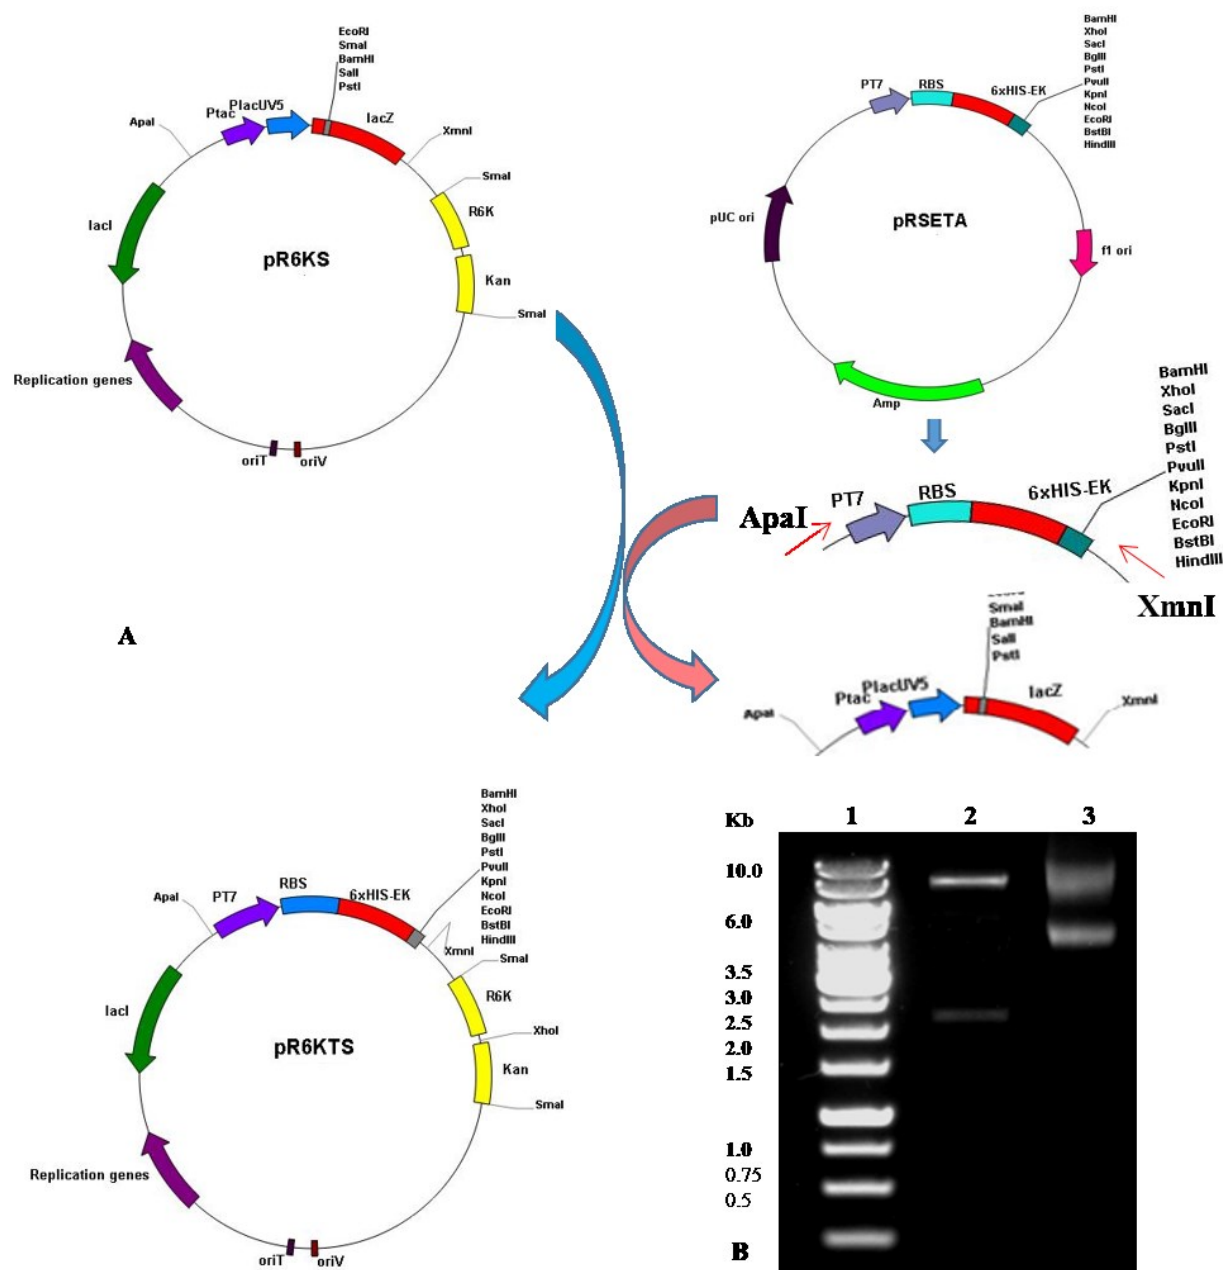 EcoRI
SmaI
BamHI
SalI
PstI
PlacUV5
Ptac
lacZ
ApaI
XmnI
SmaI
R6K
lacI
pR6KS
Kan
SmaI
Replication genes
oriT
oriV
BamHI
XhoI
SacI
BglII
PstI
PvuII
KpnI
NcoI
EcoRI
BstBI
HindIII
PT7
RBS
6xHIS-EK
pUC ori
pRSETA
f1 ori
Amp
BamHI
XhoI
SacI
BglII
PstI
PvuII
KpnI
NcoI
EcoRI
BstBI
HindIII
PT7
RBS
6xHIS-EK
ApaI
XmnI
A
SmaI
BamHI
SalI
PstI
PlacUV5
Ptac
lacZ
ApaI
XmnI
BamHI
XhoI
SacI
BglII
PstI
PvuII
KpnI
NcoI
EcoRI
BstBI
HindIII
ApaI
PT7
RBS
6xHIS-EK
XmnI
SmaI
R6K
lacI
XhoI
pR6KTS
Kan
SmaI
Replication genes
oriT
oriV
Kb 1 2 3
10.0
6.0
3.5
3.0
2.5
2.0
1.5
1.0
0.75
0.5
B